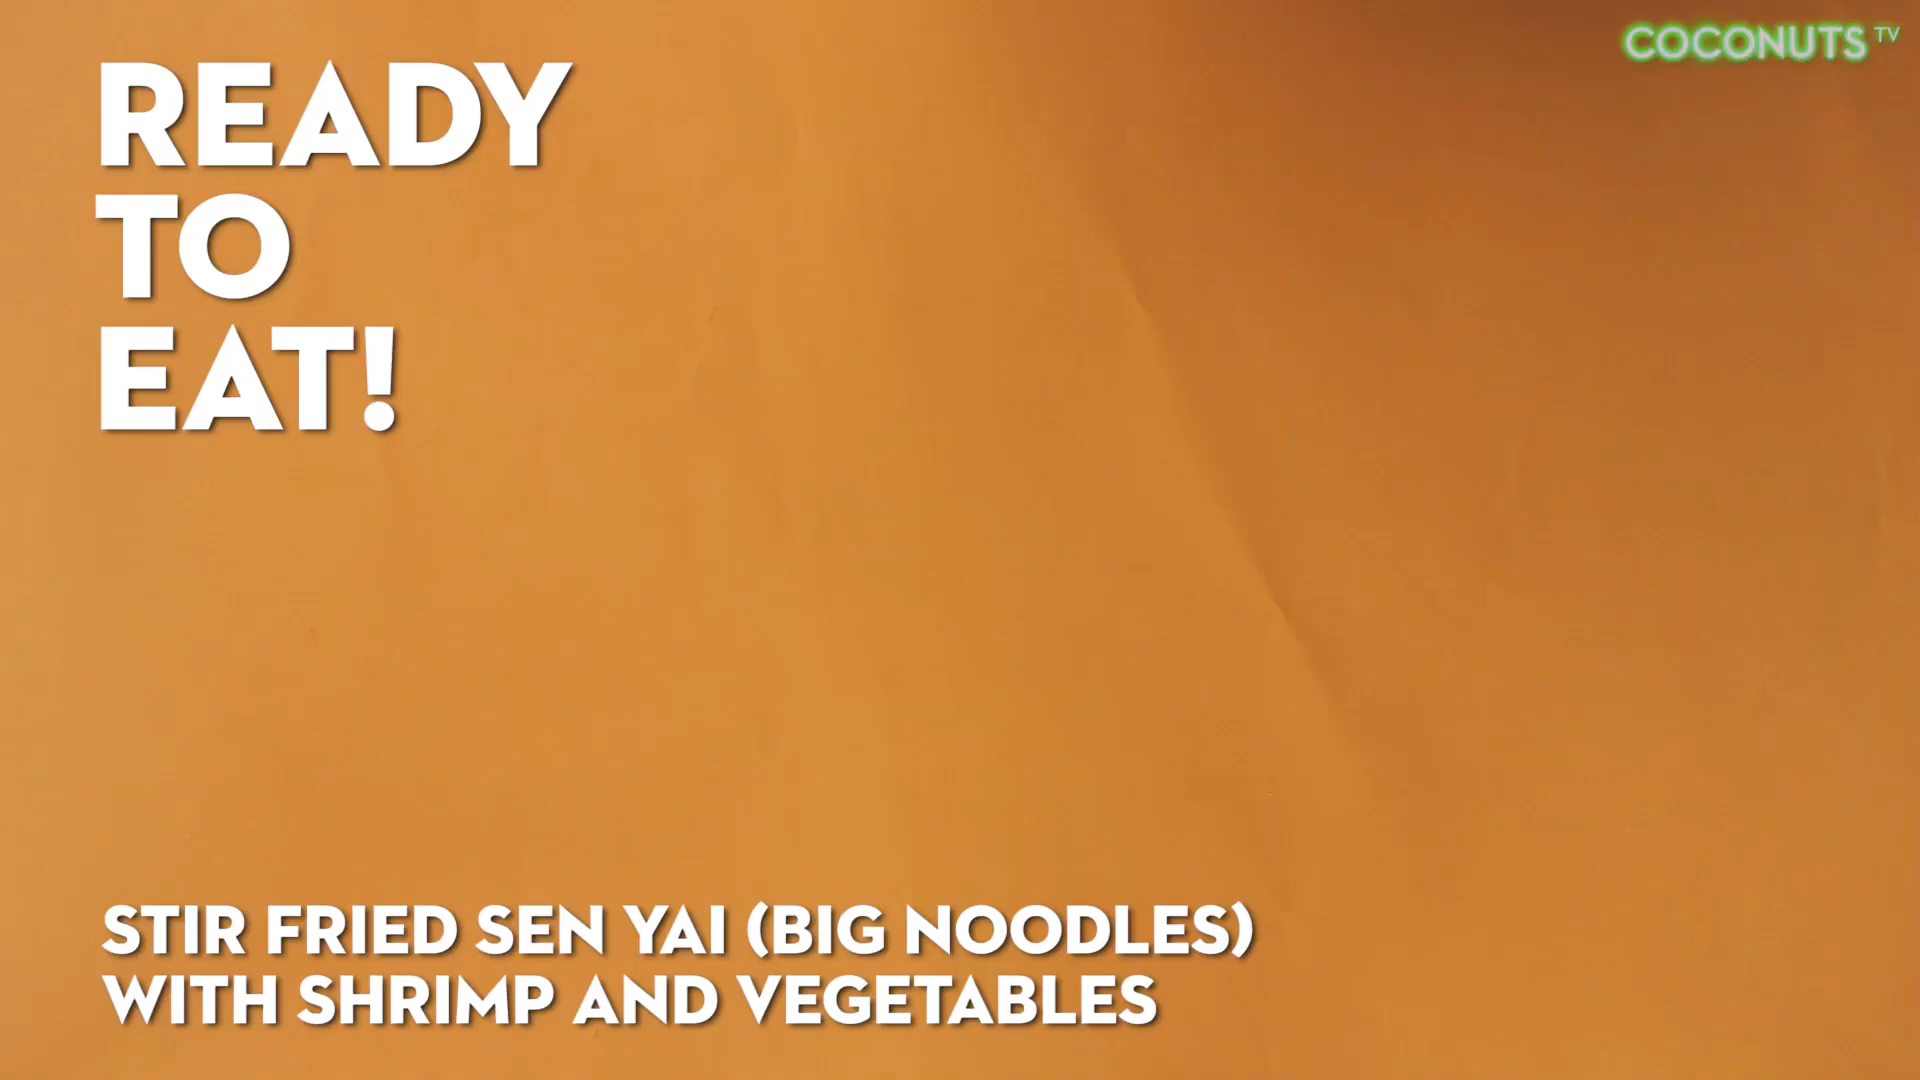 COCONUTS TV
READY
TO
EAT!
STIR FRIED SEN YAI (BIG NOODLES)
WITH SHRIMP AND VEGETABLES